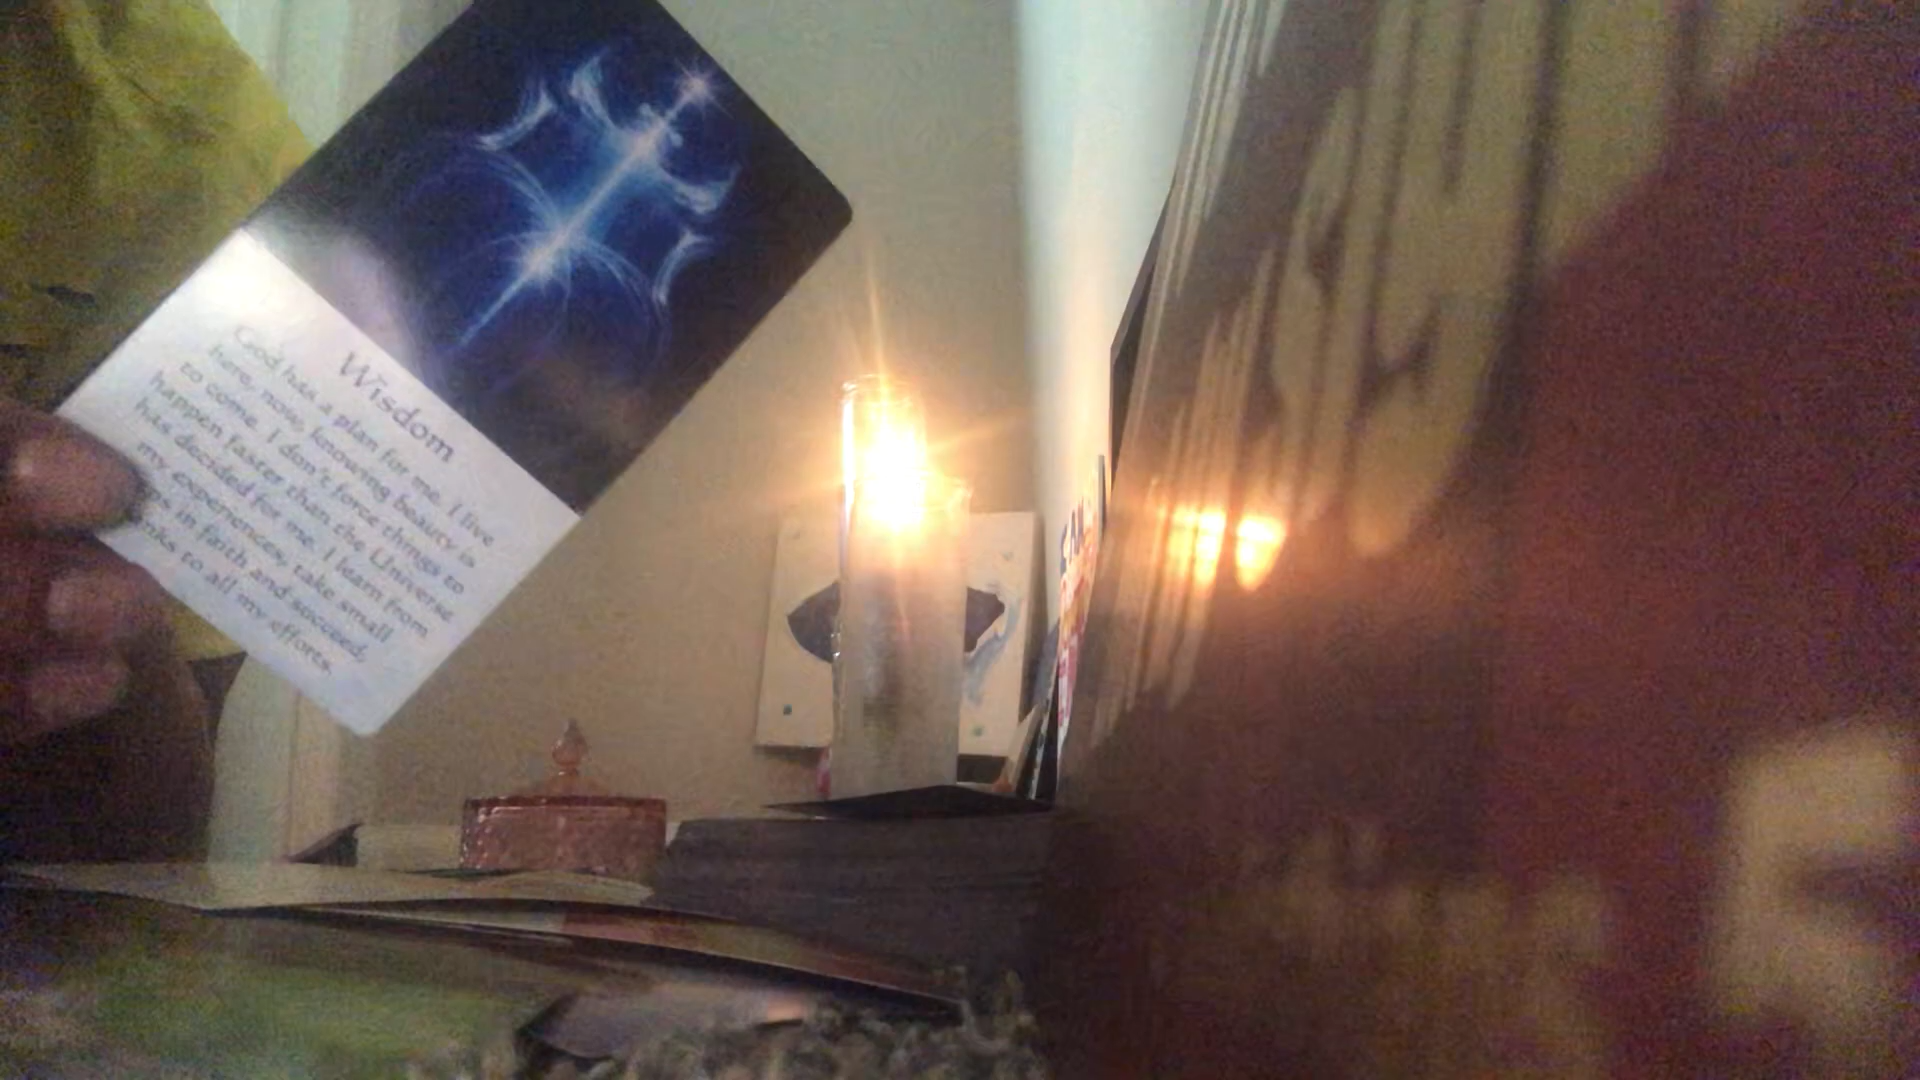 Wisdom
God has a plan for me. I live
here, now, knowing beauty is
to come. I don't force things to
happen faster than the Universe
has decided for me. I learn from
my experiences, take small
in faith and succeed,
to all my efforts.